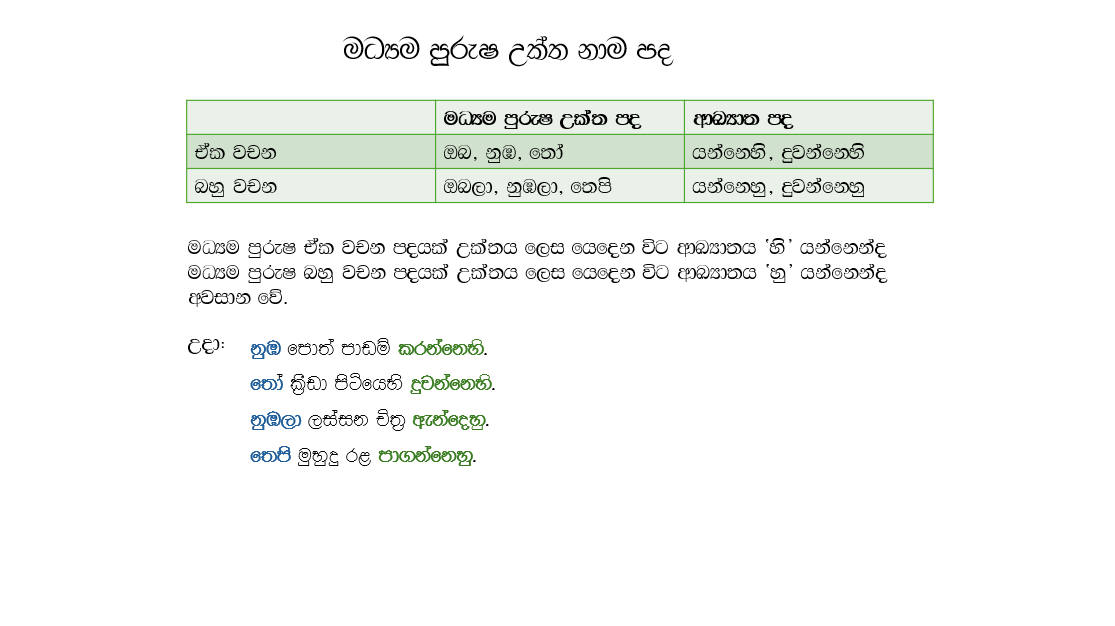 මධ්‍යම පුරුෂ උක්ත නාම පද
මධ්‍යම පුරුෂ උක්ත පද ආඛ්‍යාත පද
ඒක වචන ඔබ, නුඹ, තෝ යන්නෙහි, දුවන්නෙහි
බහු වචන ඔබලා, නුඹලා, තෙපි යන්නෙහු, දුවන්නෙහු
මධ්‍යම පුරුෂ ඒක වචන පදයක් උක්තය ලෙස යෙදෙන විට ආඛ්‍යාතය ‘හි’ යන්නෙන්ද
මධ්‍යම පුරුෂ බහු වචන පදයක් උක්තය ලෙස යෙදෙන විට ආඛ්‍යාතය ‘හු’ යන්නෙන්ද
අවසාන වේ.
උදා: නුඹ පොත් පාඩම් කරන්නෙහි.
තෝ ක්‍රීඩා පිටියෙහි දුවන්නෙහි.
නුඹලා ලස්සන චිත්‍ර ඇන්දෙහු.
තෙපි මුහුදු රළ පාගන්නෙහු.